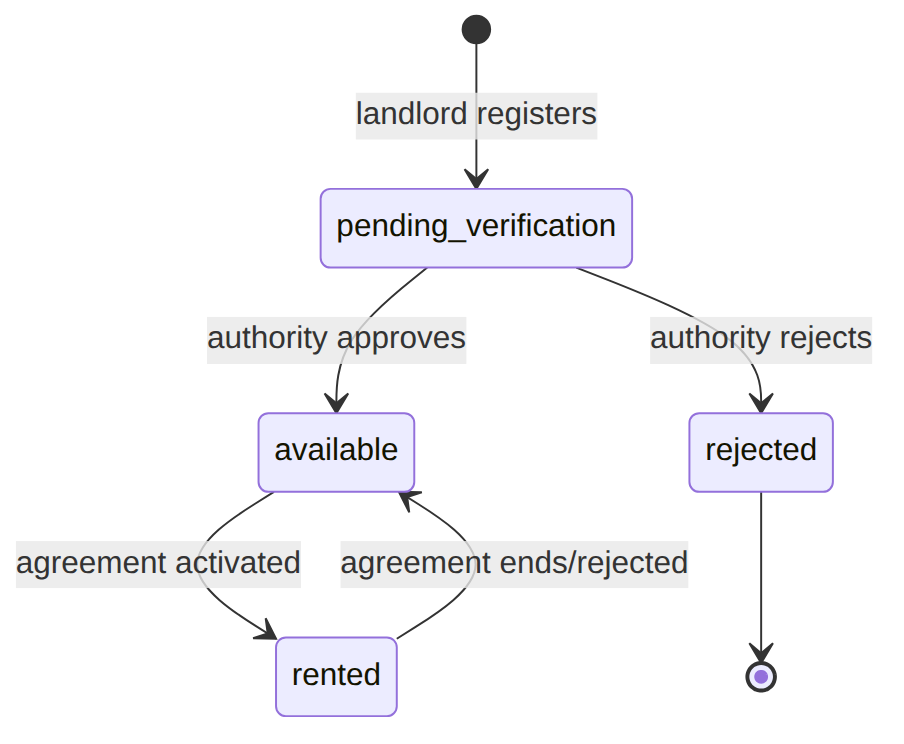 landlord registers
pending_verification
authority approves
authority rejects
available
rejected
agreement activated
agreement ends/rejected
rented